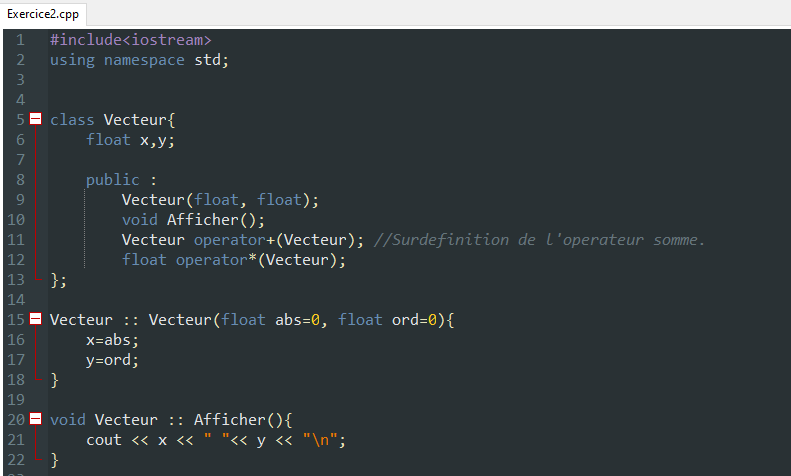 Exercice2.cpp
1 #include<iostream>
2 using namespace std;
3
4
5 class Vecteur{
6 float x,y;
7
8 public :
9 Vecteur(float, float);
10 void Afficher();
11 Vecteur operator+(Vecteur); //Surdefinition de l'operateur somme.
12 float operator*(Vecteur);
13 };
14
15 Vecteur :: Vecteur(float abs=0, float ord=0){
16 x=abs;
17 y=ord;
18 }
19
20 void Vecteur :: Afficher(){
21 cout << x << " "<< y << "\n";
22 }